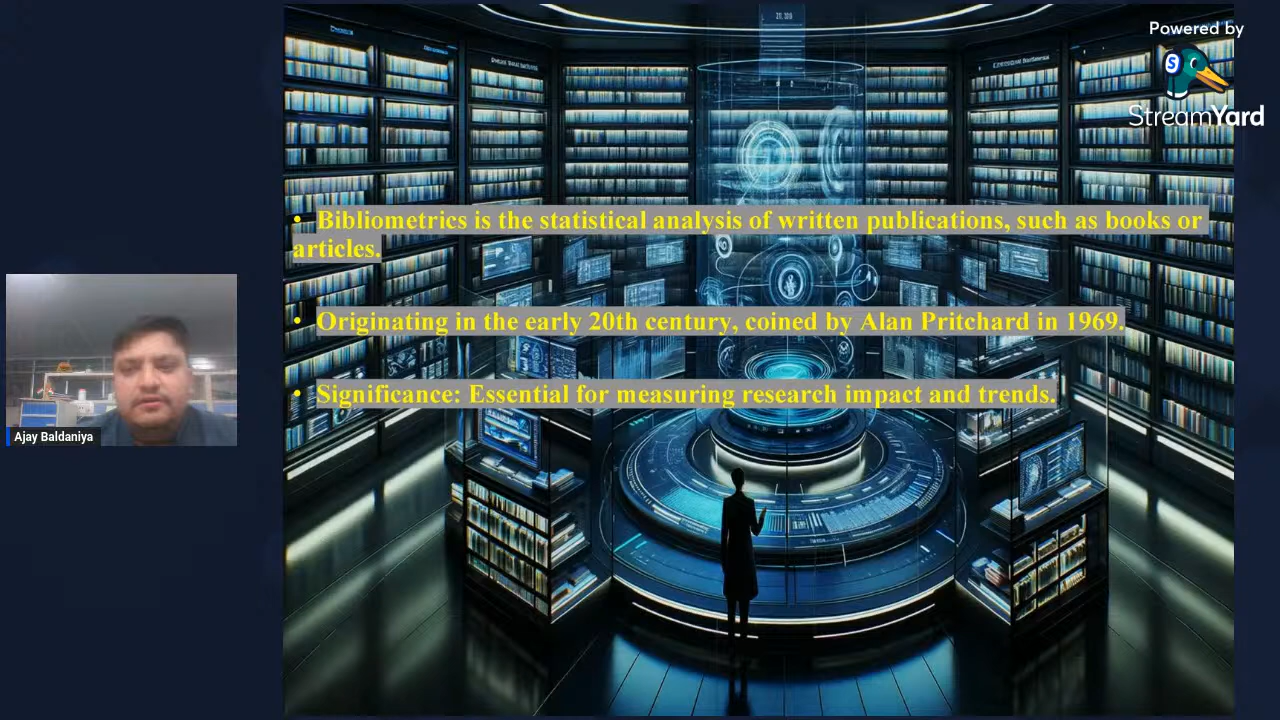 Powered by
StreamYard
• Bibliometrics is the statistical analysis of written publications, such as books or
articles.
• Originating in the early 20th century, coined by Alan Pritchard in 1969.
• Significance: Essential for measuring research impact and trends.
Ajay Baldaniya